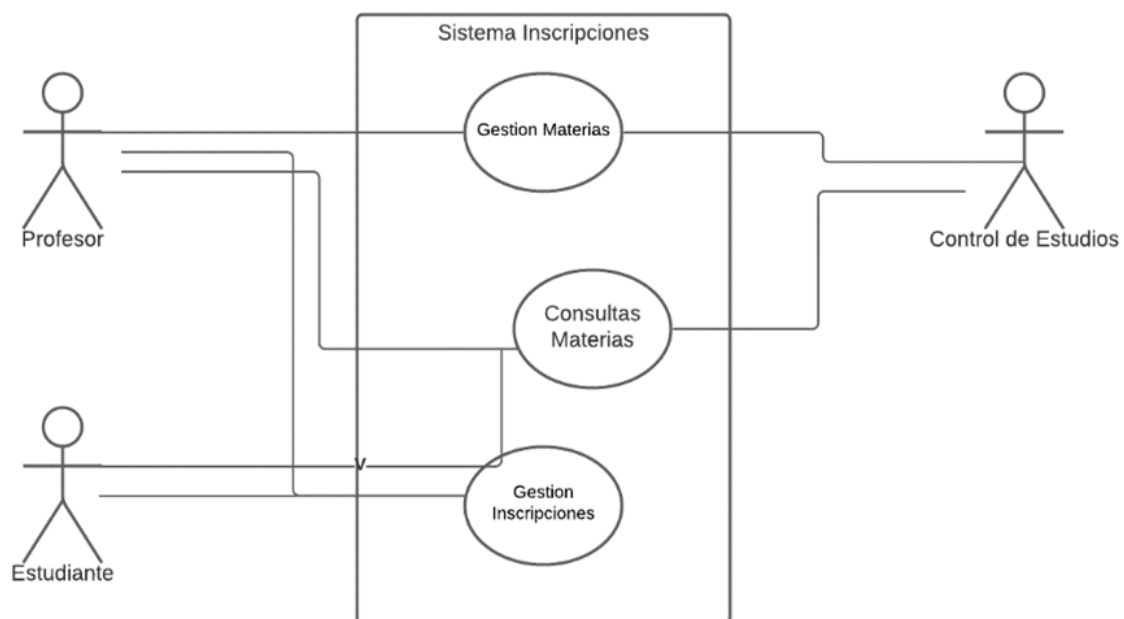 Sistema Inscripciones
Gestion Materias
Profesor
Control de Estudios
Consultas
Materias
v
Gestion
Inscripciones
Estudiante